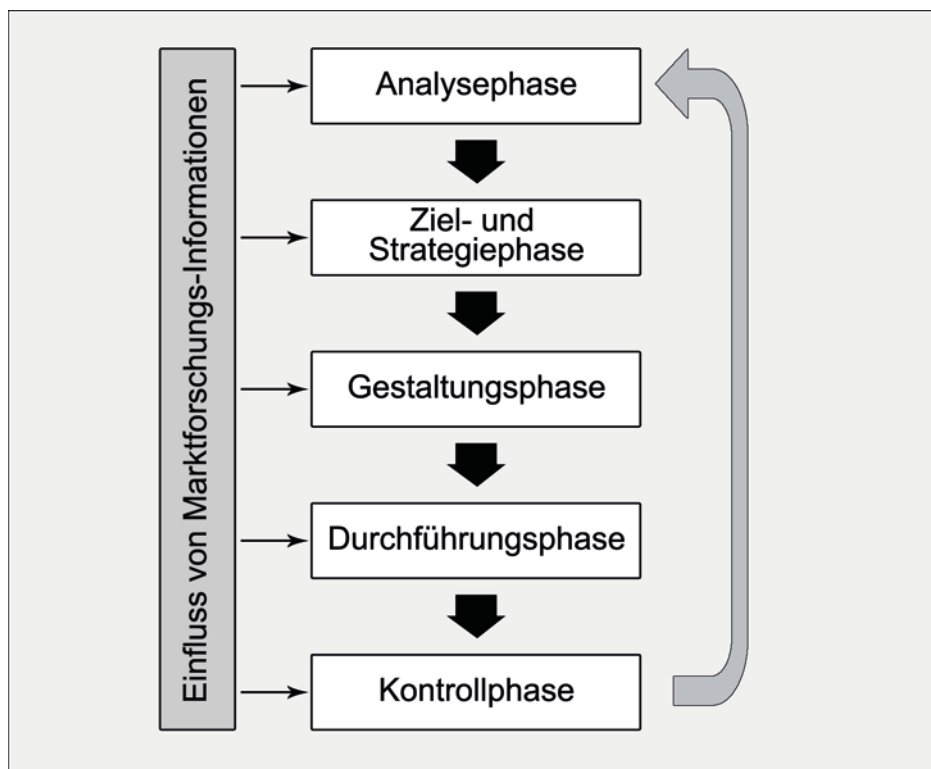 Einfluss von Marktforschungs-Informationen
Analysephase
Ziel- und
Strategiephase
Gestaltungsphase
Durchführungsphase
Kontrollphase